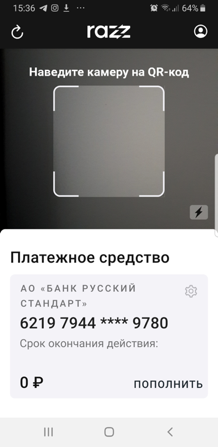 15:36
64%
razz
Наведите камеру на QR-код
Платежное средство
АО «БАНК РУССКИЙ
СТАНДАРТ»
6219 7944 **** 9780
Срок окончания действия:
0 ₽ ПОПОЛНИТЬ